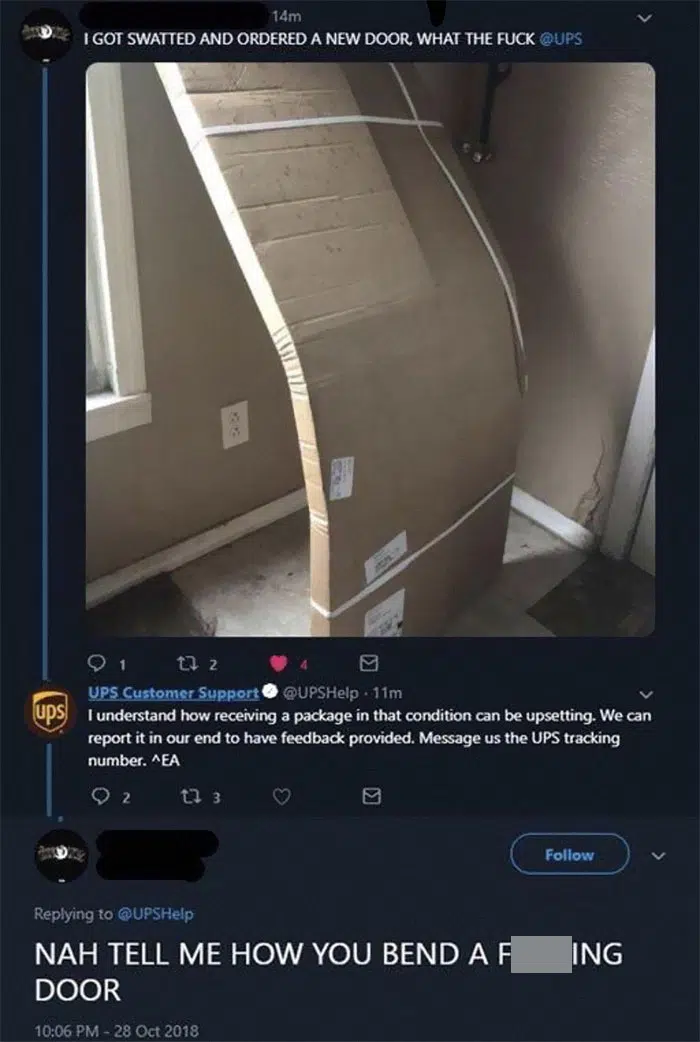 14m
I GOT SWATTED AND ORDERED A NEW DOOR, WHAT THE FUCK @UPS
1 2 4
ups
UPS Customer Support @UPSHelp · 11m
I understand how receiving a package in that condition can be upsetting. We can
report it in our end to have feedback provided. Message us the UPS tracking
number. ^EA
2 3
Follow
Replying to @UPSHelp
NAH TELL ME HOW YOU BEND A F ING
DOOR
10:06 PM - 28 Oct 2018